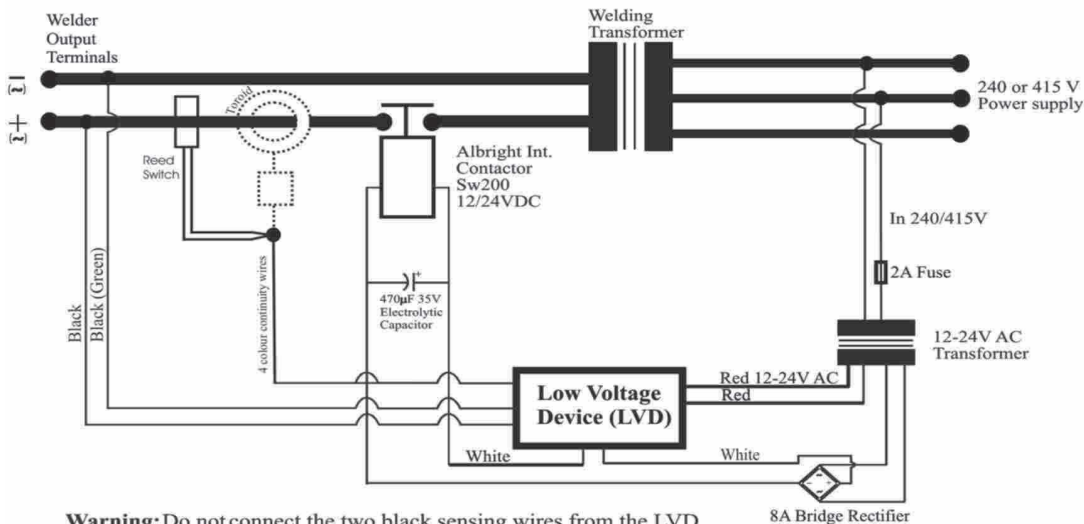 Welder
Output
Terminals
Welding
Transformer
(~) −
(~) +
Toroid
240 or 415 V
Power supply
Reed
Switch
Albright Int.
Contactor
Sw200
12/24VDC
In 240/415V
2A Fuse
Black
Black (Green)
4 colour continuity wires
470µF 35V
Electrolytic
Capacitor
+
12-24V AC
Transformer
Low Voltage
Device (LVD)
Red 12-24V AC
Red
White
White
8A Bridge Rectifier
Warning: Do not connect the two black sensing wires from the LVD